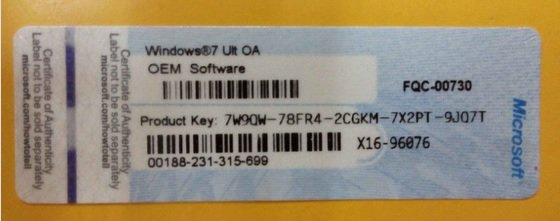 Certificate of Authenticity
Label not to be sold separately
microsoft.com/howtotell
Certificate of Authenticity
Label not to be sold separately
microsoft.com/howtotell
Windows®7 Ult OA
OEM Software
FQC-00730
Product Key: 7W9QW-78FR4-2CGKM-7X2PT-9JQ7T
X16-96076
00188-231-315-699
Microsoft